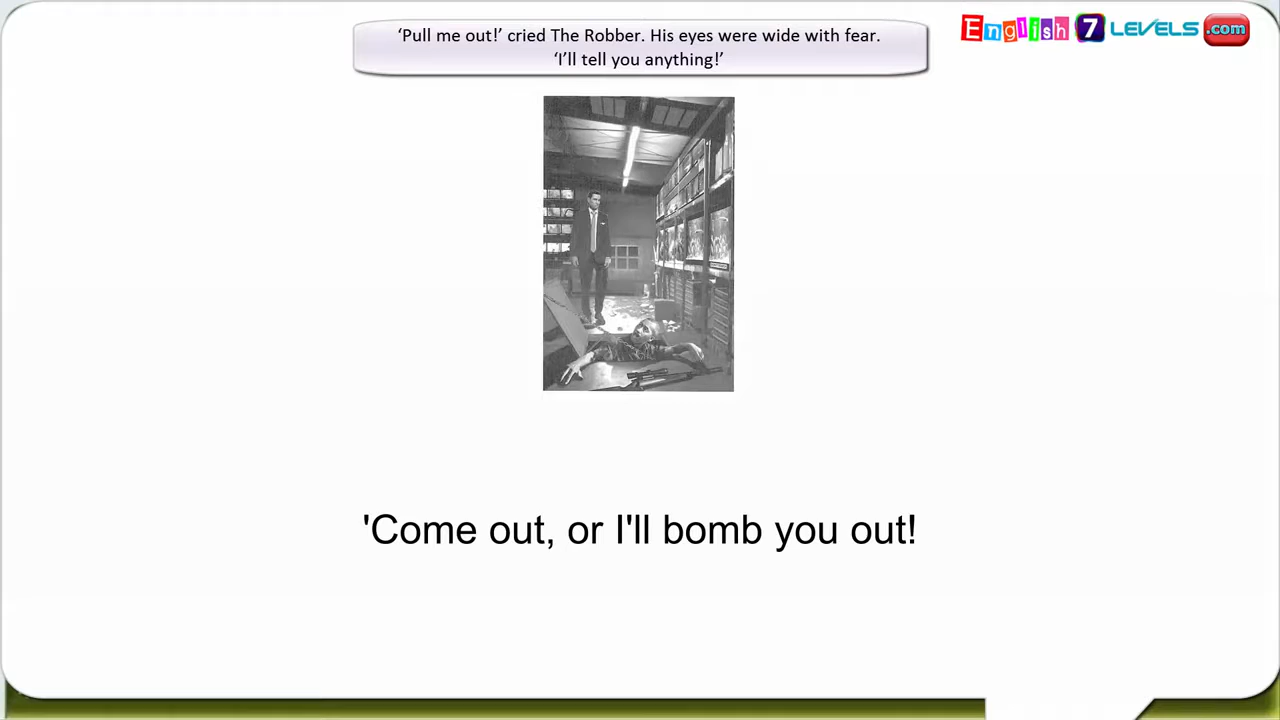 ‘Pull me out!’ cried The Robber. His eyes were wide with fear.
‘I’ll tell you anything!’
English 7 LEVELS .com
'Come out, or I'll bomb you out!